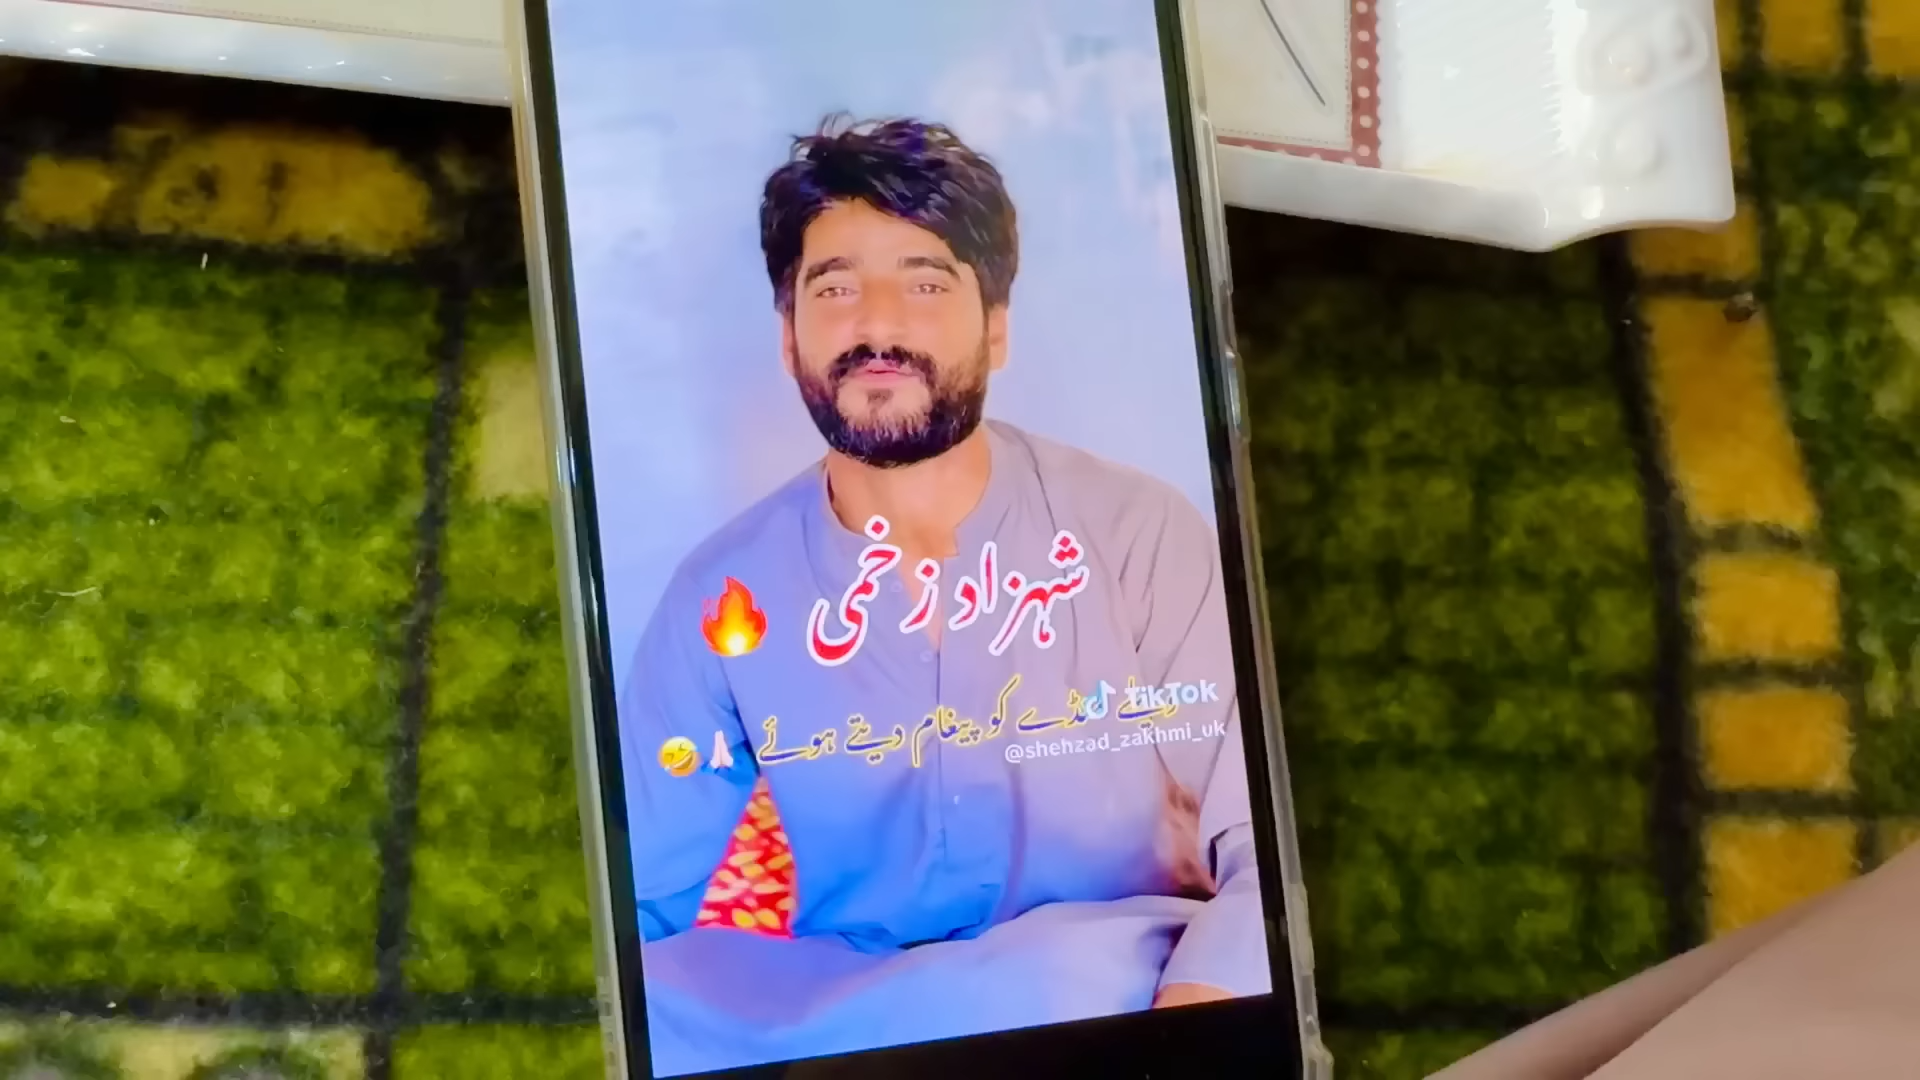 شہزاد زخمی 🔥
کو پیغام دیتے ہوئے 🙏🏻 🤣
TikTok
@shehzad_zakhmi_uk